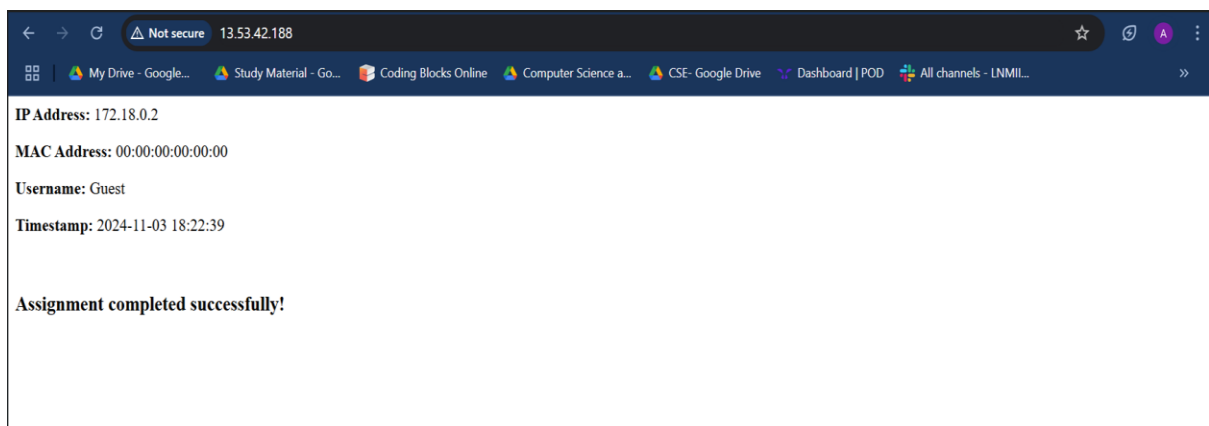 Not secure 13.53.42.188 A
My Drive - Google... Study Material - Go... Coding Blocks Online Computer Science a... CSE- Google Drive Dashboard | POD All channels - LNMII... »
IP Address: 172.18.0.2
MAC Address: 00:00:00:00:00:00
Username: Guest
Timestamp: 2024-11-03 18:22:39
Assignment completed successfully!